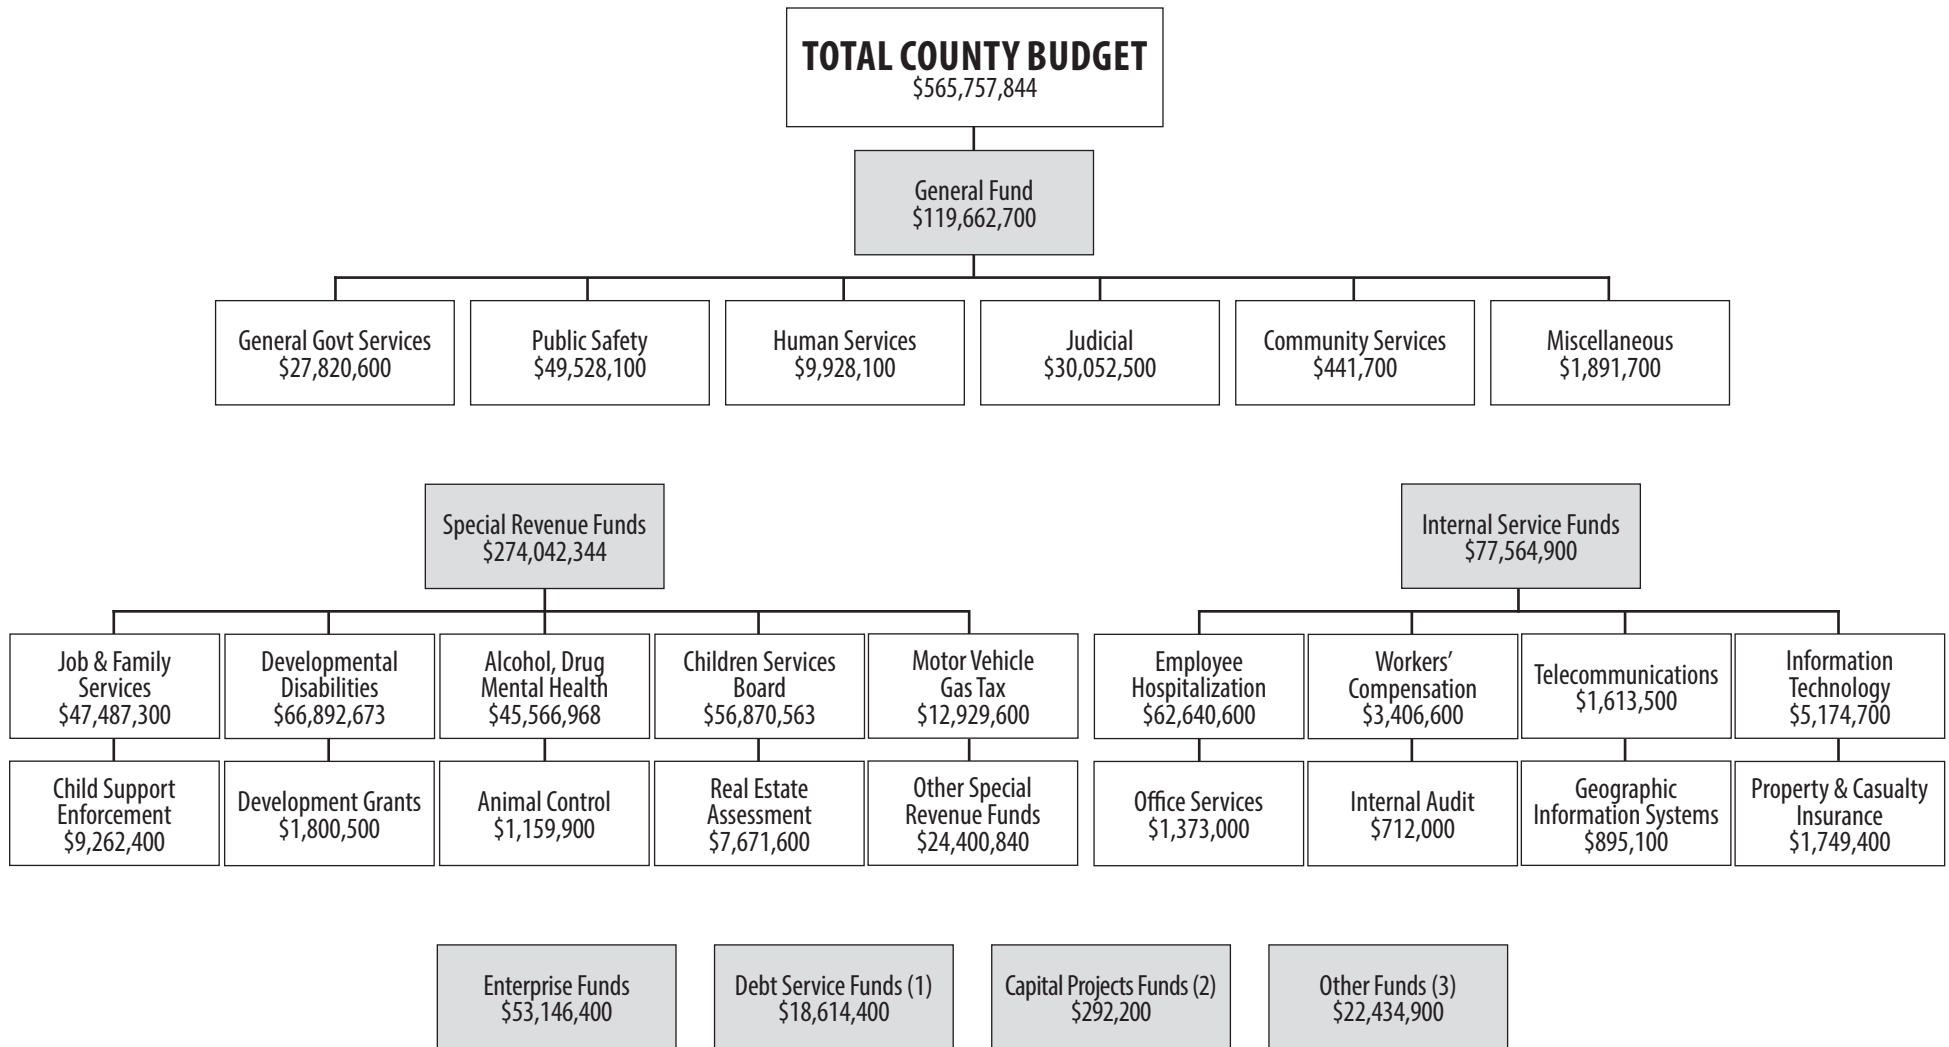 TOTAL COUNTY BUDGET
$565,757,844
General Fund
$119,662,700
General Govt Services
$27,820,600
Public Safety
$49,528,100
Human Services
$9,928,100
Judicial
$30,052,500
Community Services
$441,700
Miscellaneous
$1,891,700
Special Revenue Funds
$274,042,344
Internal Service Funds
$77,564,900
Job & Family
Services
$47,487,300
Developmental
Disabilities
$66,892,673
Alcohol, Drug
Mental Health
$45,566,968
Children Services
Board
$56,870,563
Motor Vehicle
Gas Tax
$12,929,600
Employee
Hospitalization
$62,640,600
Workers’
Compensation
$3,406,600
Telecommunications
$1,613,500
Information
Technology
$5,174,700
Child Support
Enforcement
$9,262,400
Development Grants
$1,800,500
Animal Control
$1,159,900
Real Estate
Assessment
$7,671,600
Other Special
Revenue Funds
$24,400,840
Office Services
$1,373,000
Internal Audit
$712,000
Geographic
Information Systems
$895,100
Property & Casualty
Insurance
$1,749,400
Enterprise Funds
$53,146,400
Debt Service Funds (1)
$18,614,400
Capital Projects Funds (2)
$292,200
Other Funds (3)
$22,434,900